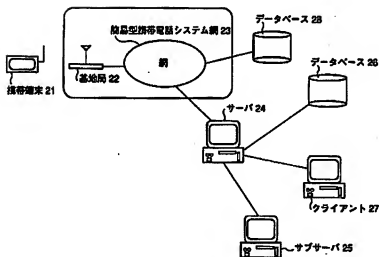 簡易型携帯電話システム網 23
データベース 28
網
基地局 22
携帯端末 21
データベース 26
サーバ 24
クライアント 27
サブサーバ 25